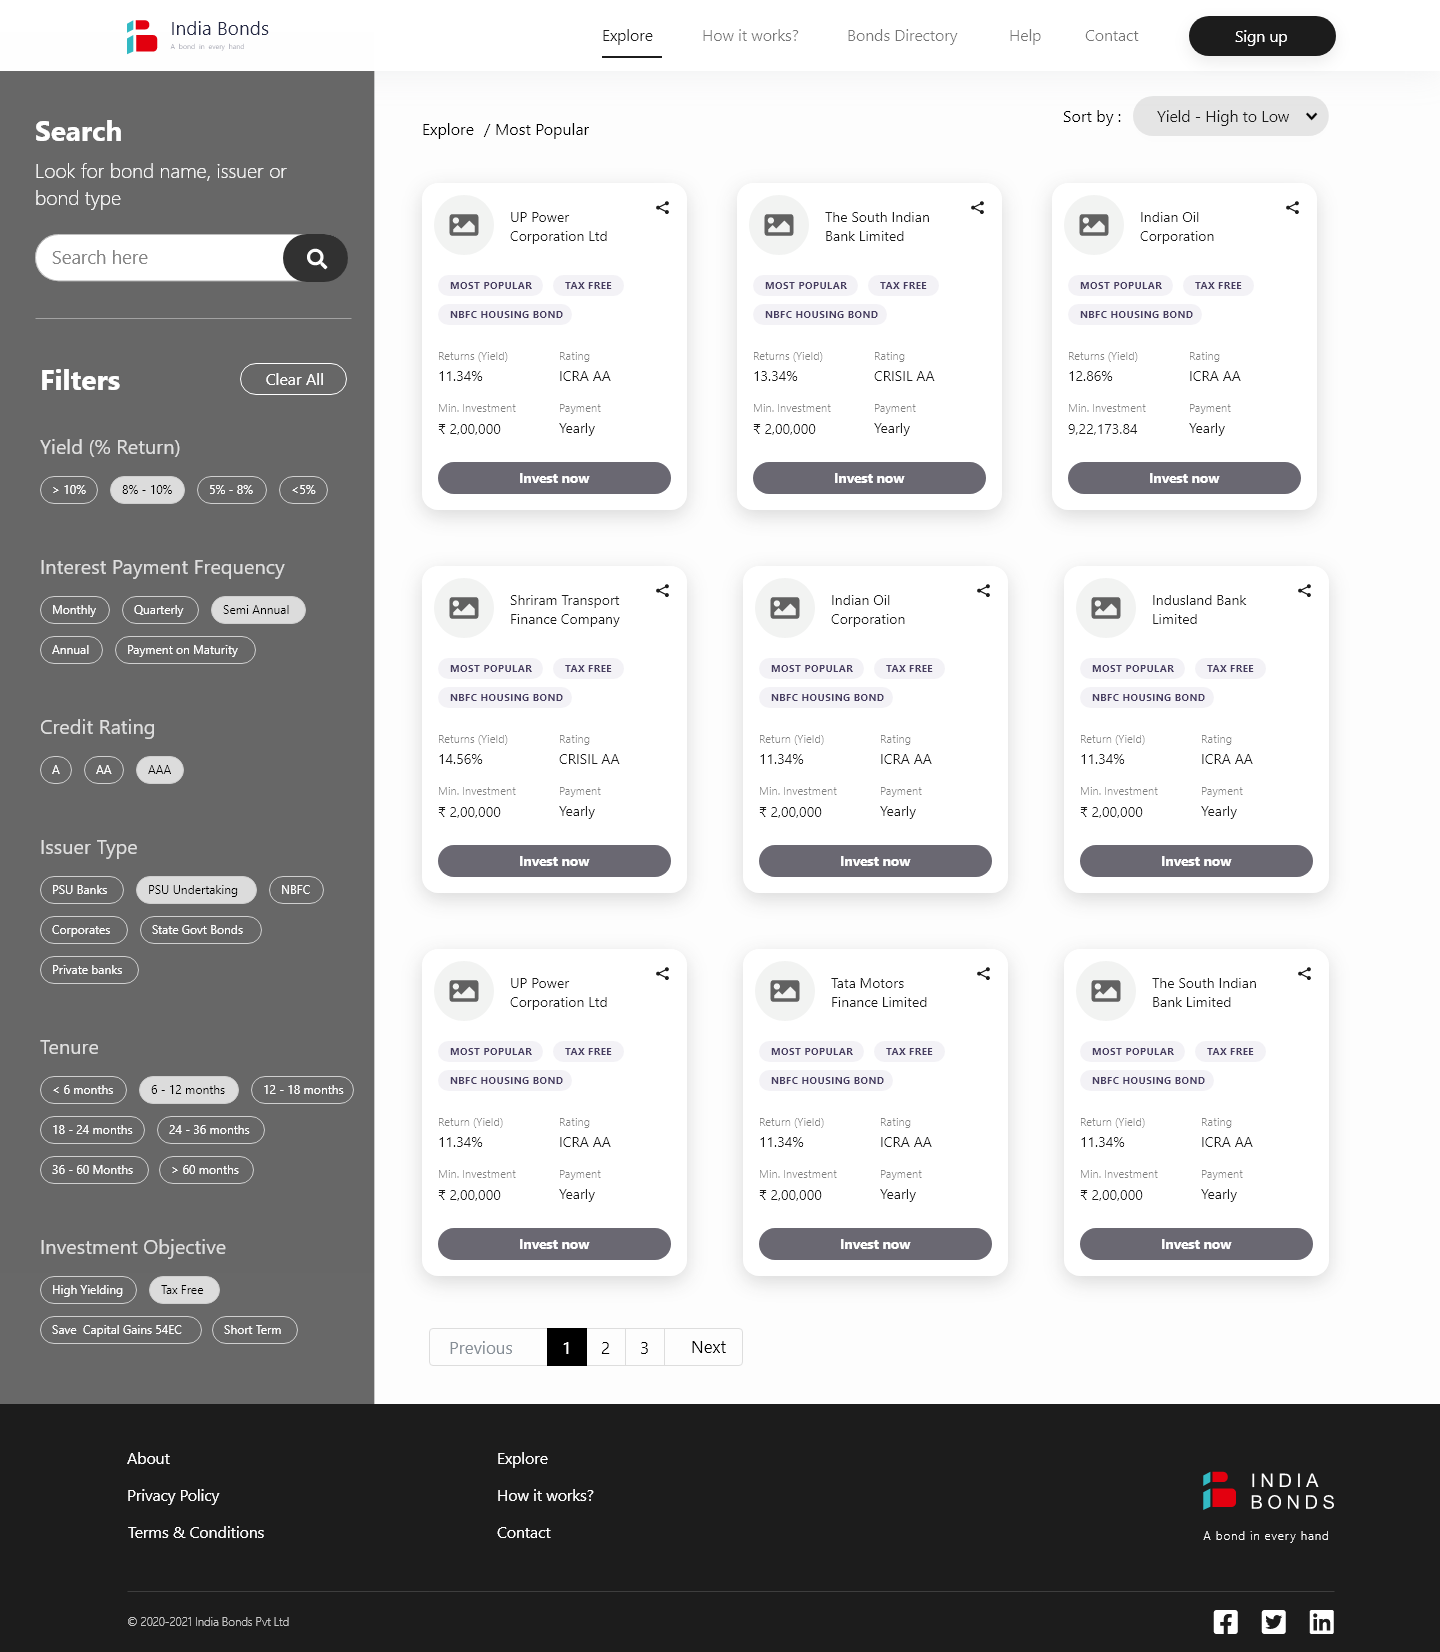 India Bonds
A bond in every hand
Explore
How it works?
Bonds Directory
Help
Contact
Sign up
Search
Look for bond name, issuer or
bond type
Search here
Filters
Clear All
Yield (% Return)
> 10%
8% - 10%
5% - 8%
<5%
Interest Payment Frequency
Monthly
Quarterly
Semi Annual
Annual
Payment on Maturity
Credit Rating
A
AA
AAA
Issuer Type
PSU Banks
PSU Undertaking
NBFC
Corporates
State Govt Bonds
Private banks
Tenure
< 6 months
6 - 12 months
12 - 18 months
18 - 24 months
24 - 36 months
36 - 60 Months
> 60 months
Investment Objective
High Yielding
Tax Free
Save Capital Gains 54EC
Short Term
Explore / Most Popular
Sort by :
Yield - High to Low
UP Power
Corporation Ltd
MOST POPULAR
TAX FREE
NBFC HOUSING BOND
Returns (Yield)
Rating
11.34%
ICRA AA
Min. Investment
Payment
₹ 2,00,000
Yearly
Invest now
The South Indian
Bank Limited
MOST POPULAR
TAX FREE
NBFC HOUSING BOND
Returns (Yield)
Rating
13.34%
CRISIL AA
Min. Investment
Payment
₹ 2,00,000
Yearly
Invest now
Indian Oil
Corporation
MOST POPULAR
TAX FREE
NBFC HOUSING BOND
Returns (Yield)
Rating
12.86%
ICRA AA
Min. Investment
Payment
9,22,173.84
Yearly
Invest now
Shriram Transport
Finance Company
MOST POPULAR
TAX FREE
NBFC HOUSING BOND
Returns (Yield)
Rating
14.56%
CRISIL AA
Min. Investment
Payment
₹ 2,00,000
Yearly
Invest now
Indian Oil
Corporation
MOST POPULAR
TAX FREE
NBFC HOUSING BOND
Return (Yield)
Rating
11.34%
ICRA AA
Min. Investment
Payment
₹ 2,00,000
Yearly
Invest now
Indusland Bank
Limited
MOST POPULAR
TAX FREE
NBFC HOUSING BOND
Return (Yield)
Rating
11.34%
ICRA AA
Min. Investment
Payment
₹ 2,00,000
Yearly
Invest now
UP Power
Corporation Ltd
MOST POPULAR
TAX FREE
NBFC HOUSING BOND
Return (Yield)
Rating
11.34%
ICRA AA
Min. Investment
Payment
₹ 2,00,000
Yearly
Invest now
Tata Motors
Finance Limited
MOST POPULAR
TAX FREE
NBFC HOUSING BOND
Return (Yield)
Rating
11.34%
ICRA AA
Min. Investment
Payment
₹ 2,00,000
Yearly
Invest now
The South Indian
Bank Limited
MOST POPULAR
TAX FREE
NBFC HOUSING BOND
Return (Yield)
Rating
11.34%
ICRA AA
Min. Investment
Payment
₹ 2,00,000
Yearly
Invest now
Previous
1
2
3
Next
About
Privacy Policy
Terms & Conditions
Explore
How it works?
Contact
INDIA
BONDS
A bond in every hand
© 2020-2021 India Bonds Pvt Ltd